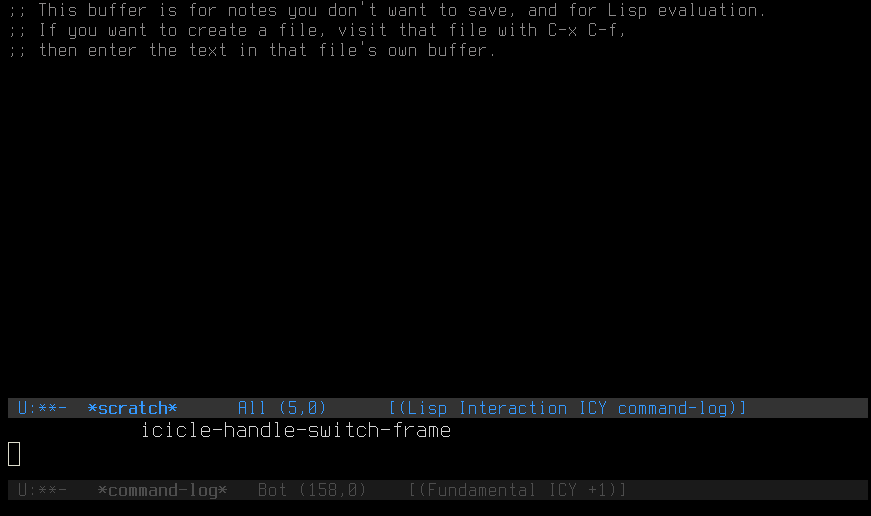 ;; This buffer is for notes you don't want to save, and for Lisp evaluation.
;; If you want to create a file, visit that file with C-x C-f,
;; then enter the text in that file's own buffer.
U:**-  *scratch*      All (5,0)      [(Lisp Interaction ICY command-log)]
icicle-handle-switch-frame
U:**-   *command-log*   Bot (158,0)    [(Fundamental ICY +1)]